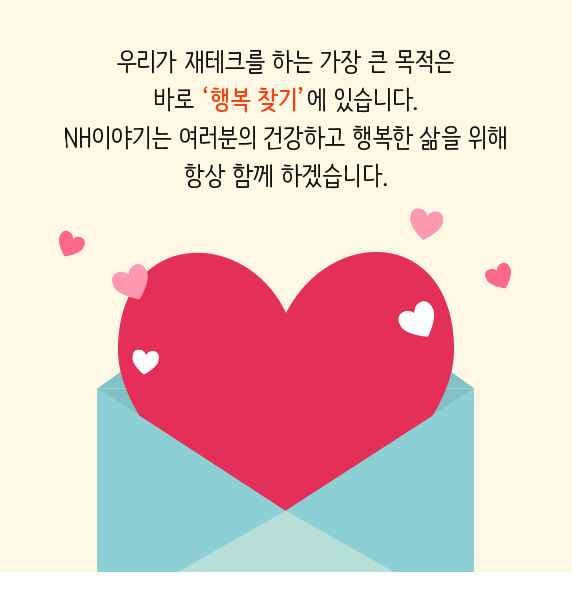 우리가 재테크를 하는 가장 큰 목적은
바로 ‘행복 찾기’에 있습니다.
NH이야기는 여러분의 건강하고 행복한 삶을 위해
항상 함께 하겠습니다.